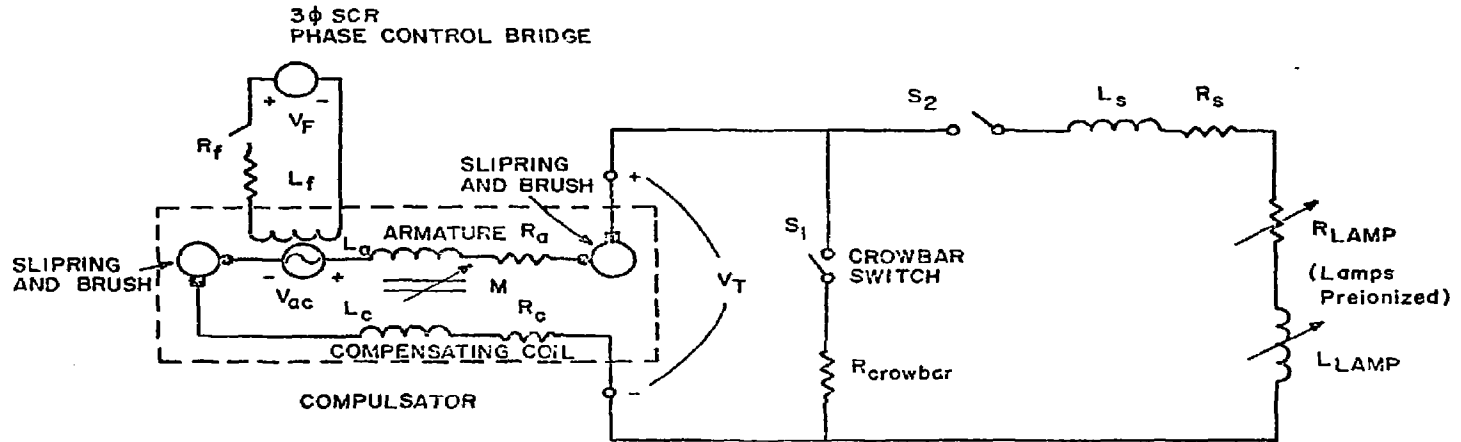 3ϕ SCR
PHASE CONTROL BRIDGE
+ −
V_F
R_f
L_f
SLIPRING
AND BRUSH
S_2
L_s
R_s
+
L_a
ARMATURE
R_a
S_1
CROWBAR
SWITCH
R_LAMP
(Lamps
Preionized)
SLIPRING
AND BRUSH
− +
V_ac
M
V_T
L_c
R_c
COMPENSATING COIL
R_crowbar
L_LAMP
−
COMPULSATOR